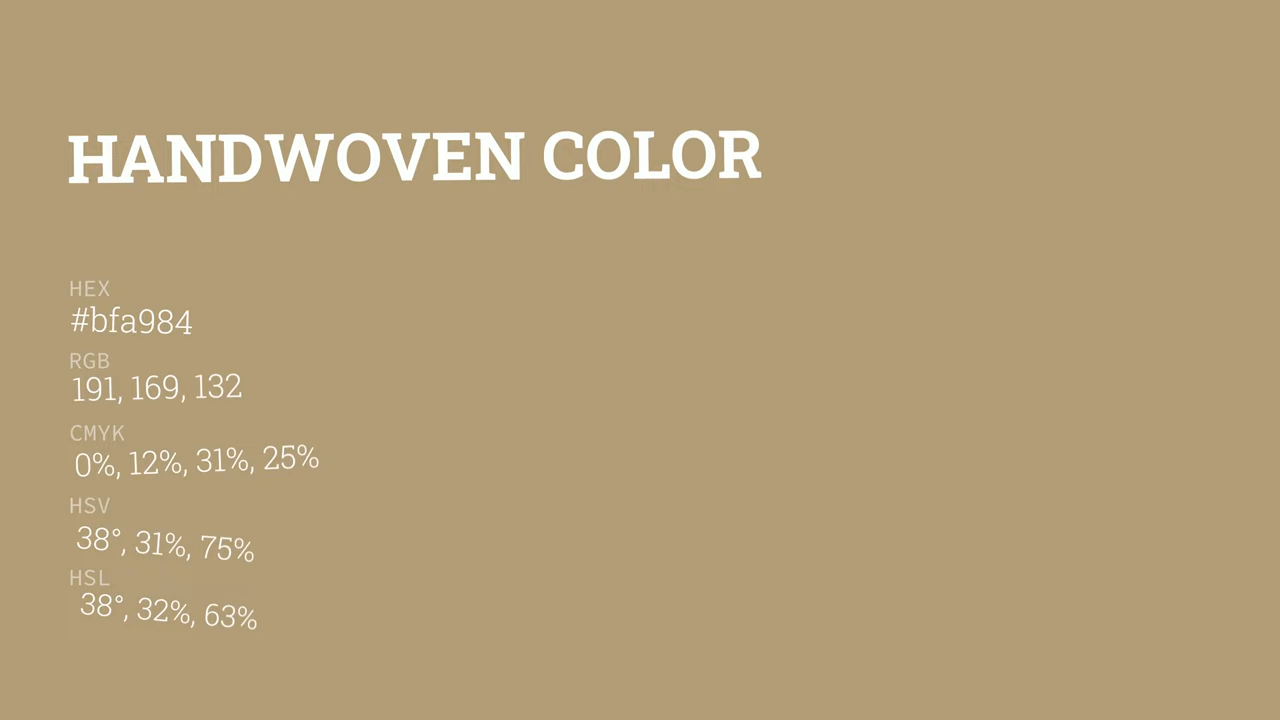 HANDWOVEN COLOR
HEX
#bfa984
RGB
191, 169, 132
CMYK
0%, 12%, 31%, 25%
HSV
38°, 31%, 75%
HSL
38°, 32%, 63%